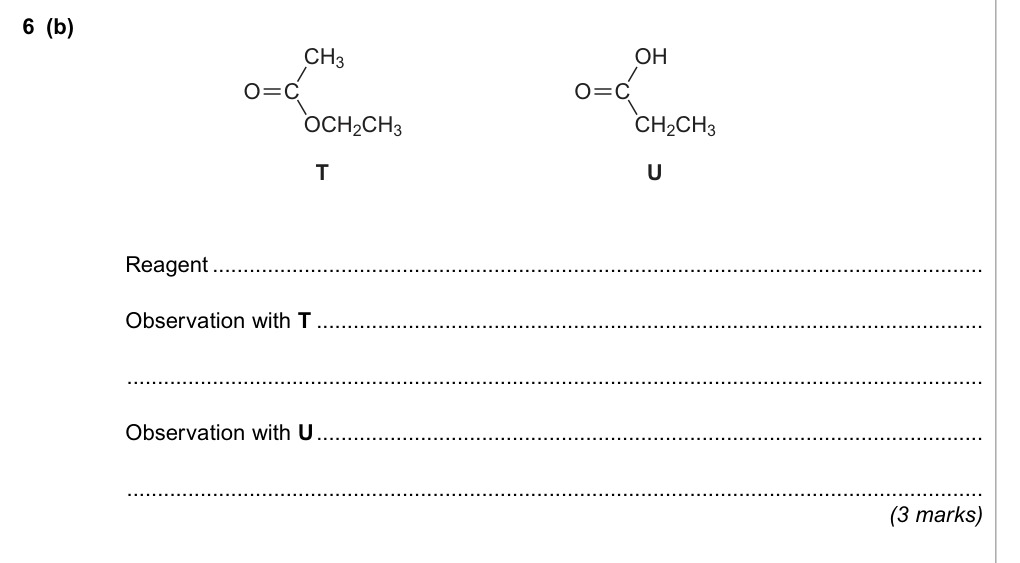 6 (b)
CH₃ OH
O=C O=C
OCH₂CH₃ CH₂CH₃
T U
Reagent ........................................................................................................................
Observation with T ........................................................................................................................
........................................................................................................................
Observation with U ........................................................................................................................
........................................................................................................................
(3 marks)